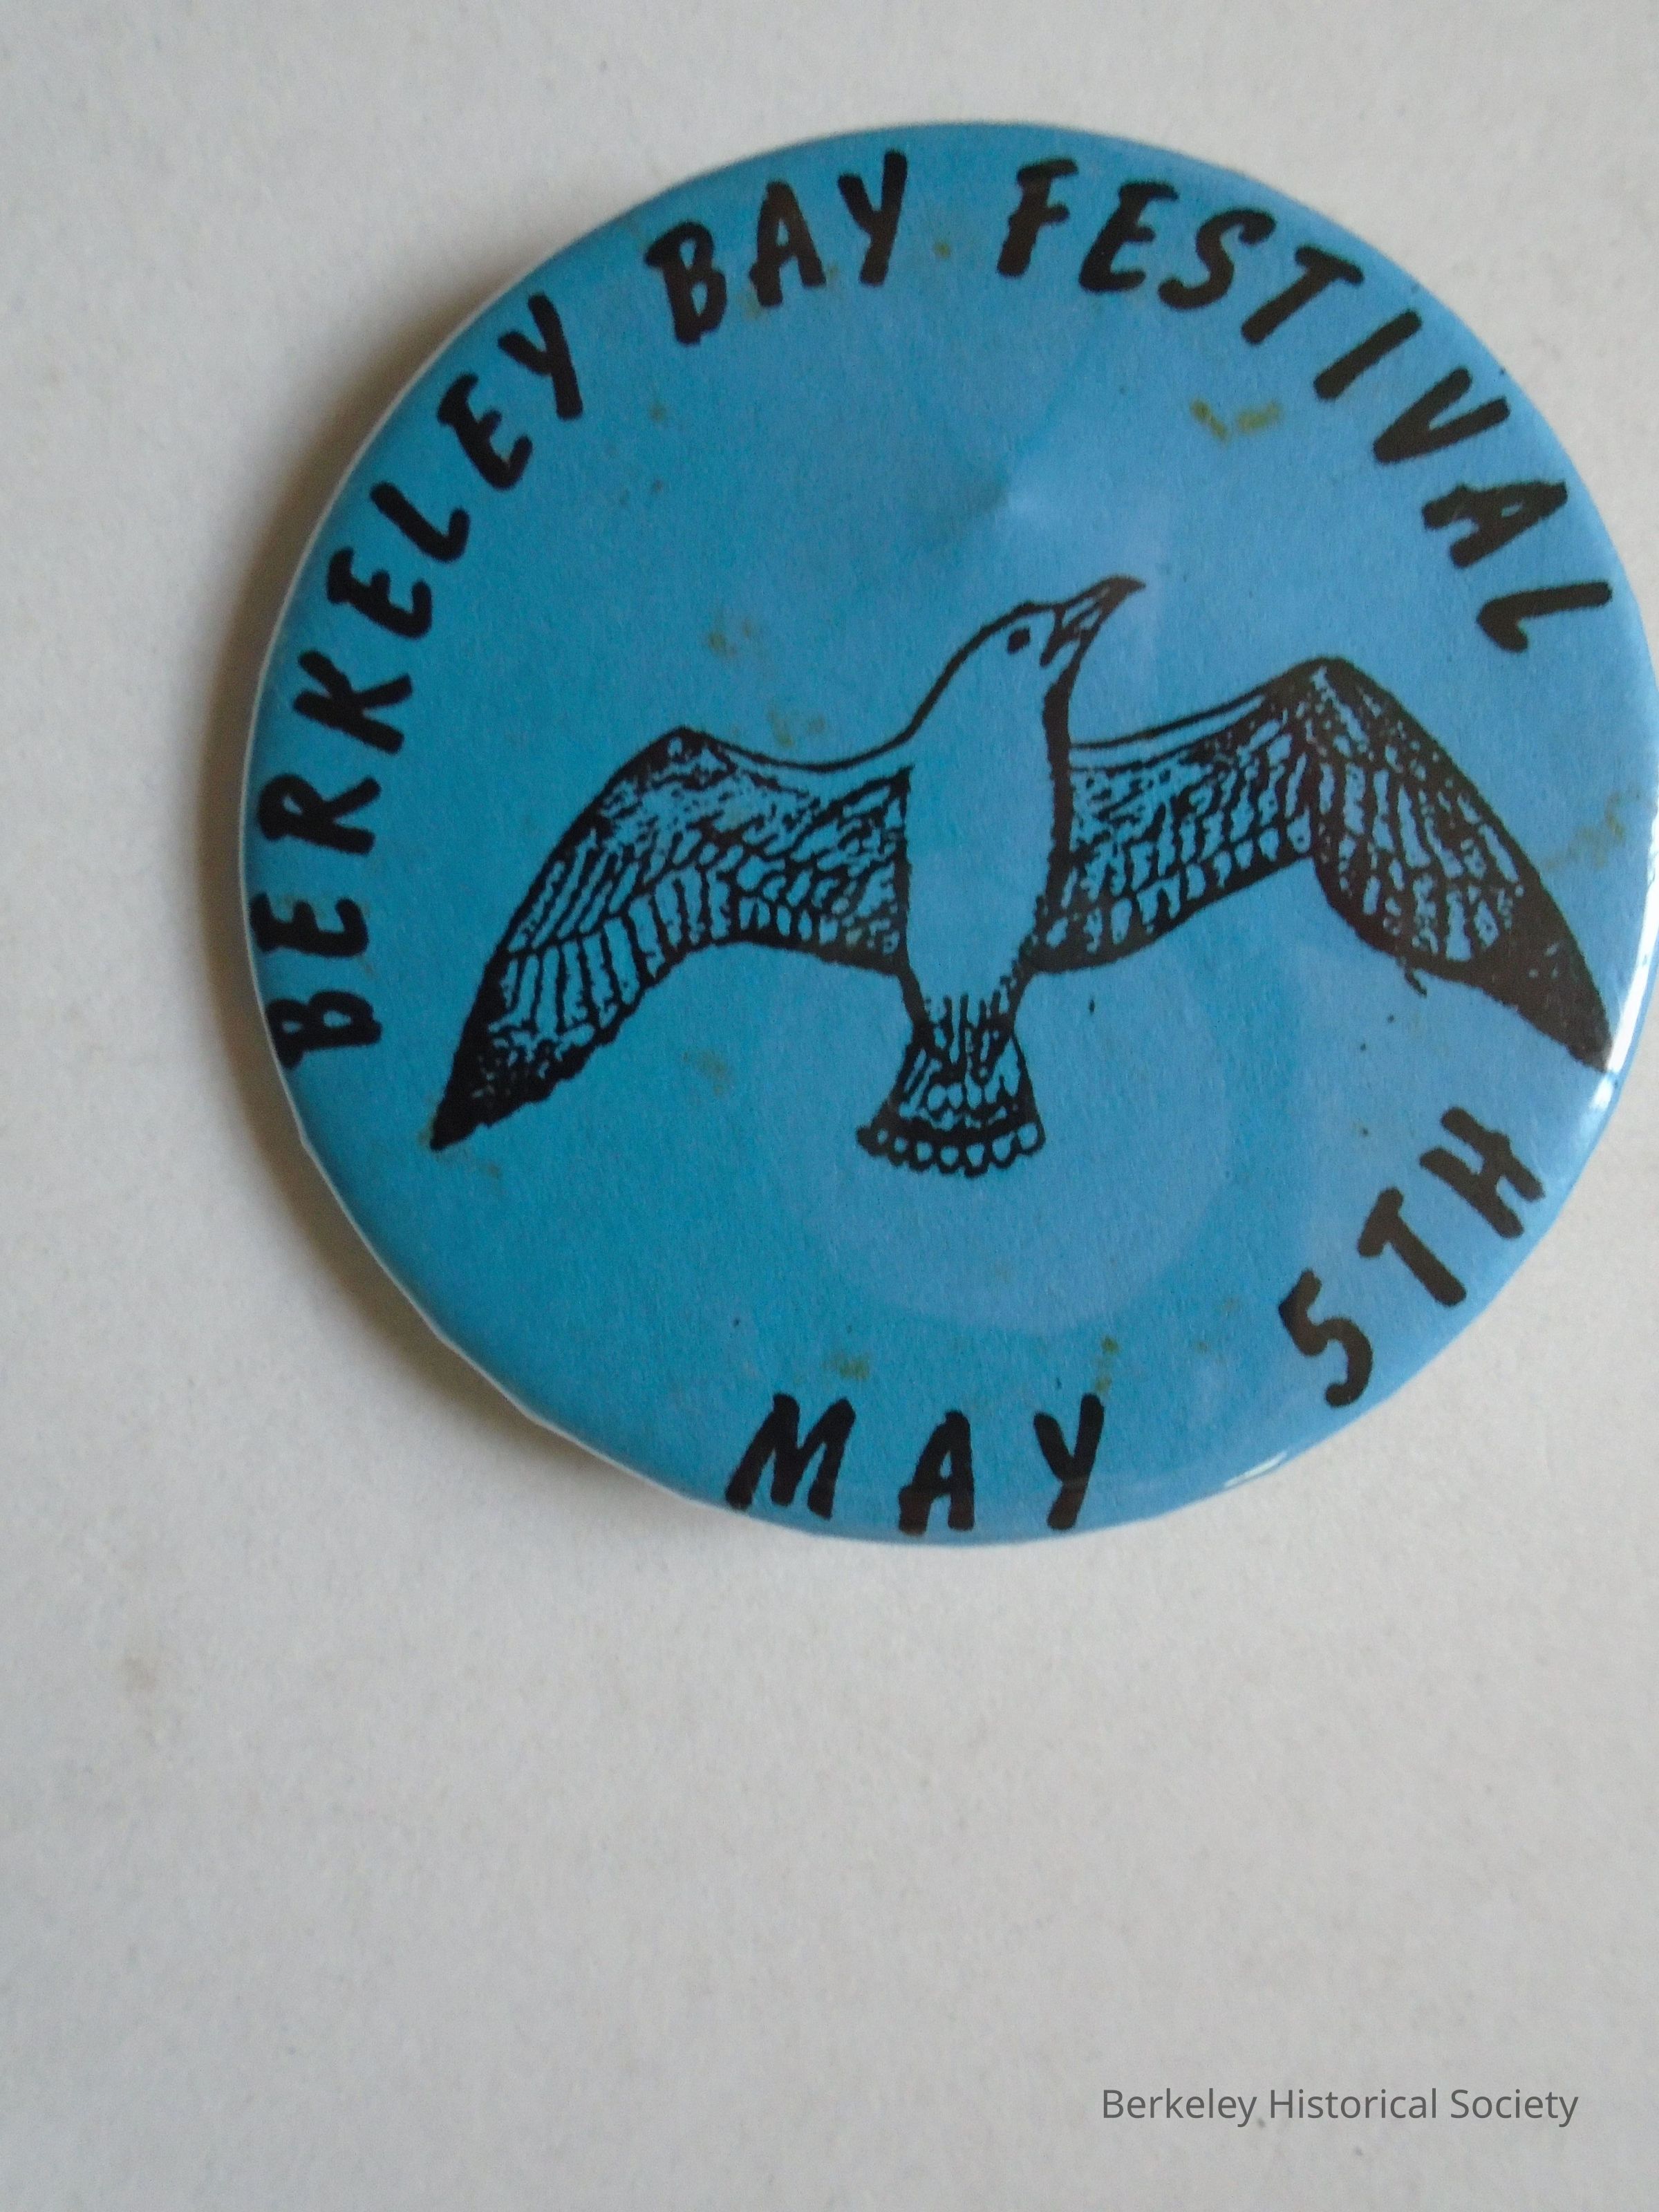 BERKELEY BAY FESTIVAL
MAY 5TH
Berkeley Historical Society